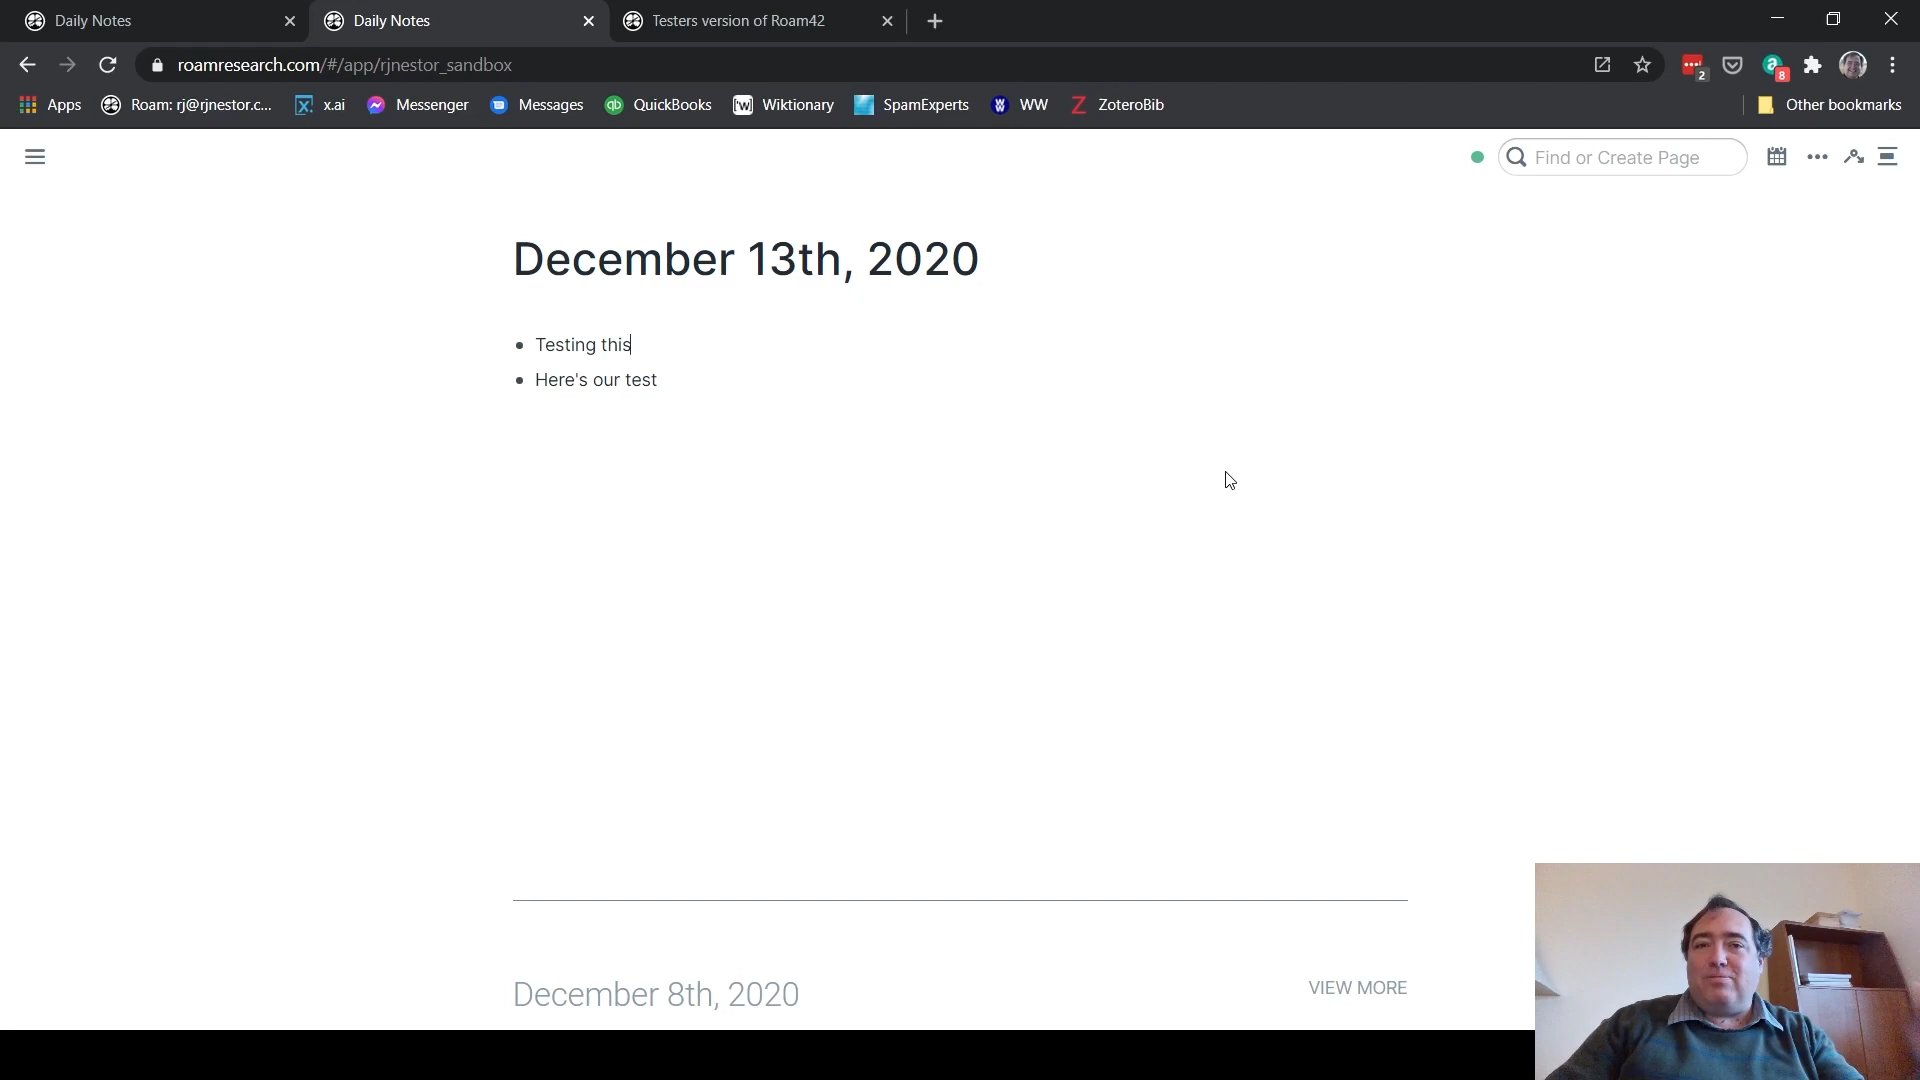 Daily Notes
Daily Notes
Testers version of Roam42
roamresearch.com/#/app/rjnestor_sandbox
2
8
Apps
Roam: rj@rjnestor.c...
x.ai
Messenger
Messages
QuickBooks
Wiktionary
SpamExperts
WW
ZoteroBib
Other bookmarks
Find or Create Page
December 13th, 2020
Testing this
Here's our test
December 8th, 2020
VIEW MORE